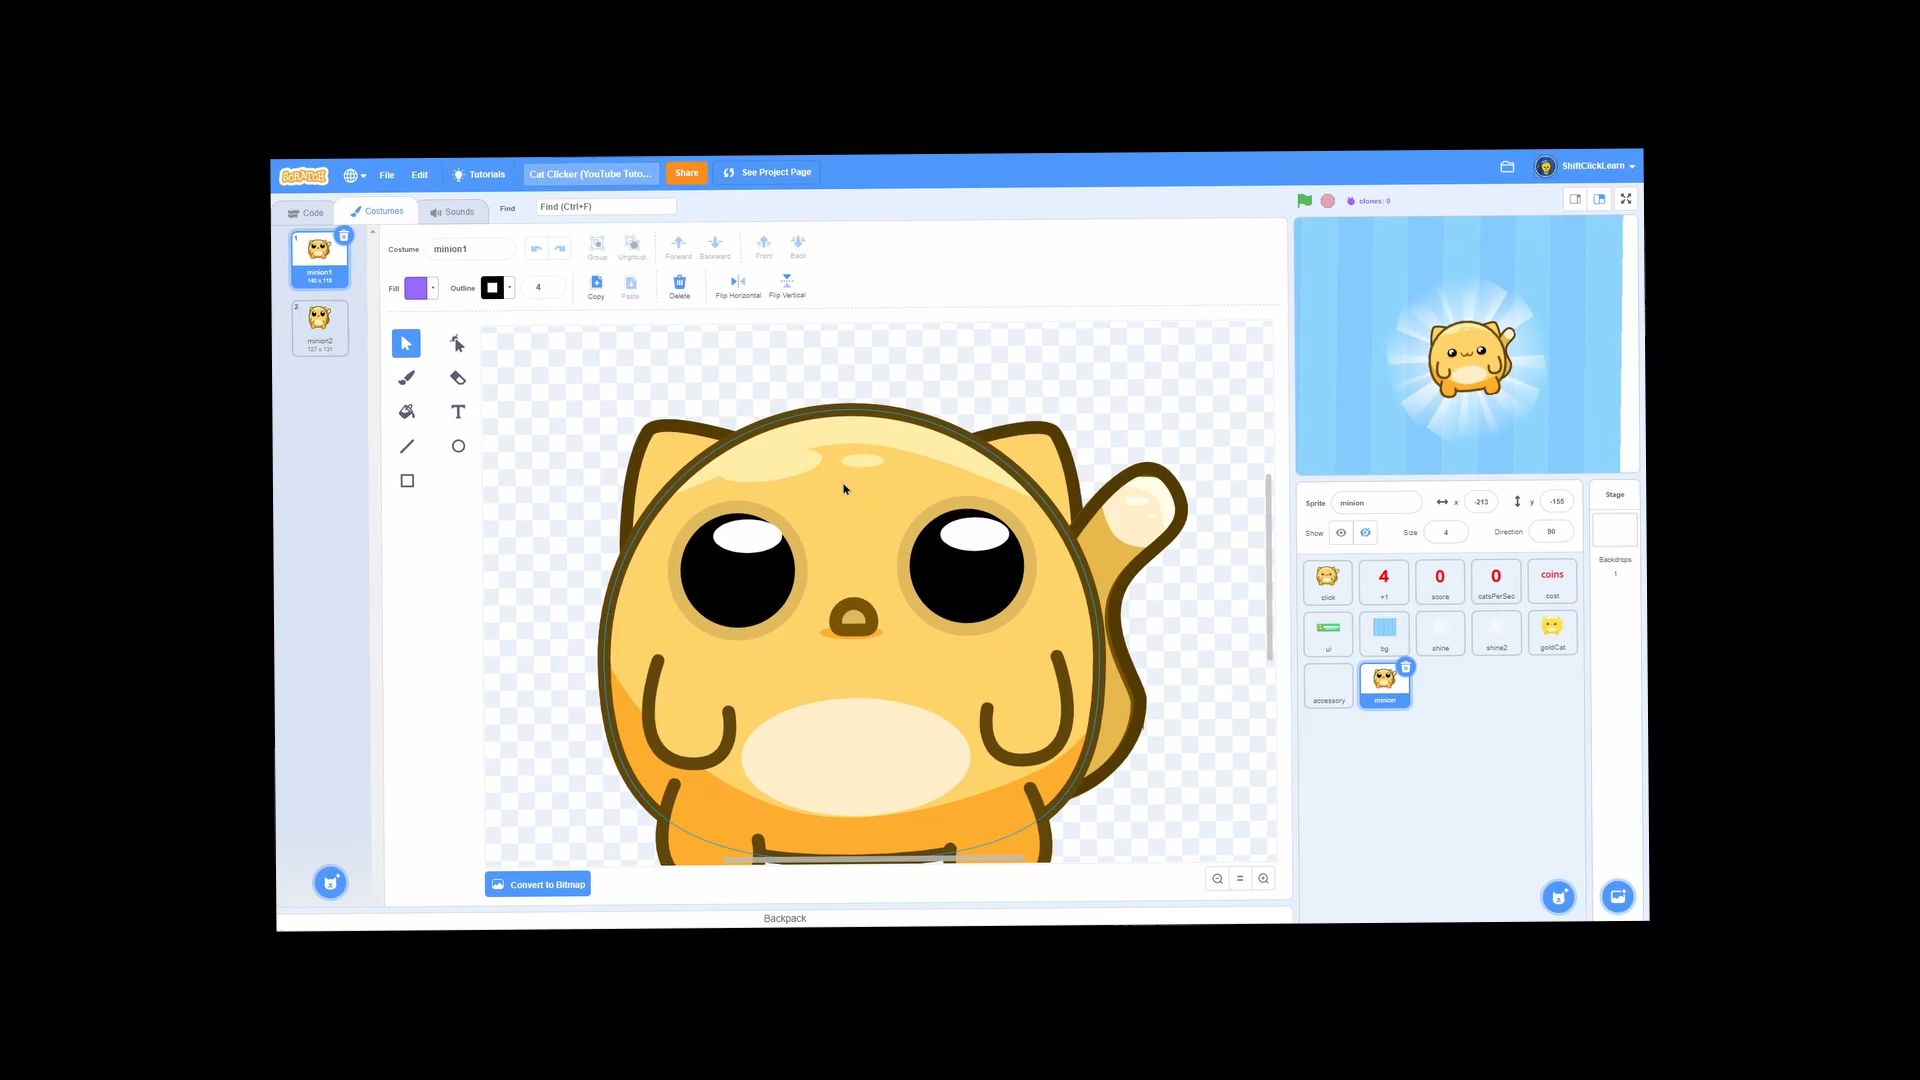 SCRATCH
File
Edit
Tutorials
Cat Clicker (YouTube Tuto...
Share
See Project Page
ShiftClickLearn
Code
Costumes
Sounds
Find
Find (Ctrl+F)
clones: 0
Costume
minion1
Group
Ungroup
Forward
Backward
Front
Back
Fill
Outline
4
Copy
Paste
Delete
Flip Horizontal
Flip Vertical
1
minion1
140 x 118
2
minion2
127 x 131
T
Convert to Bitmap
Backpack
Sprite
minion
x
-213
y
-155
Show
Size
4
Direction
90
Stage
Backdrops
1
click
4
+1
0
score
0
catsPerSec
coins
cost
ui
bg
shine
shine2
goldCat
accessory
minion